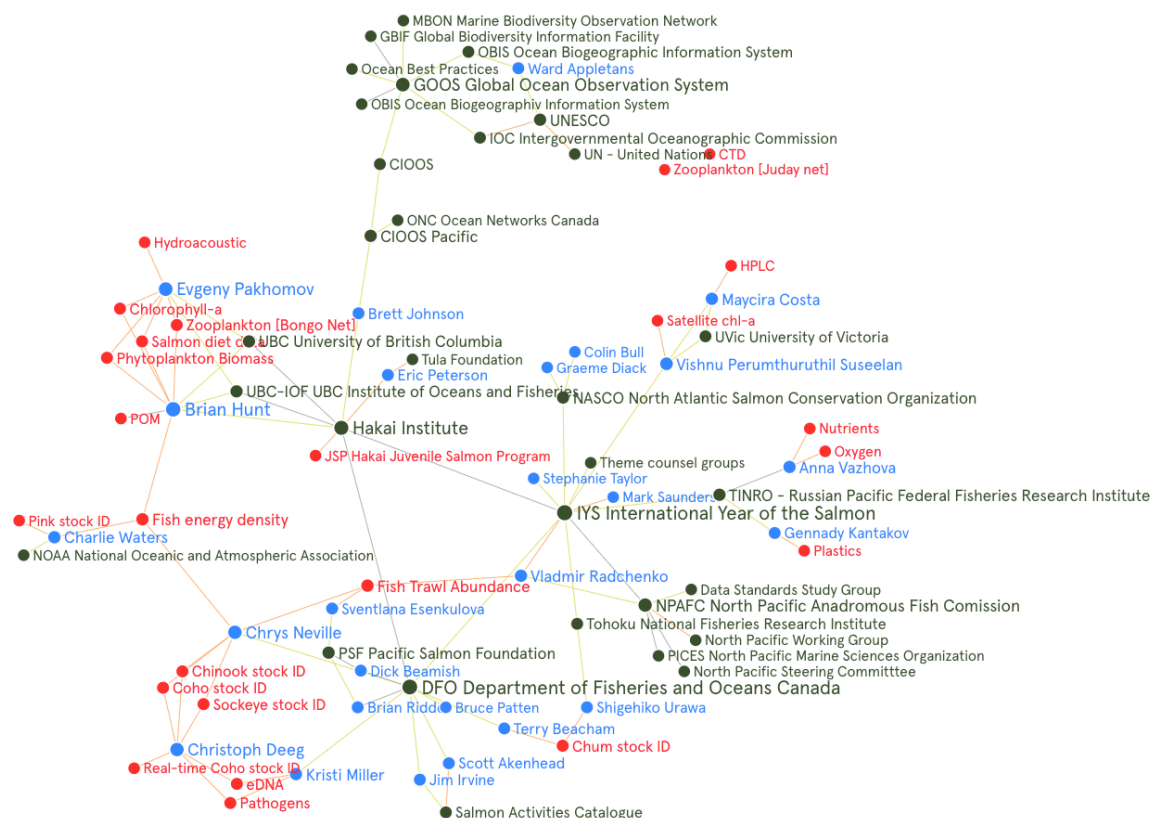 MBON Marine Biodiversity Observation Network
GBIF Global Biodiversity Information Facility
OBIS Ocean Biogeographic Information System
Ocean Best Practices
Ward Appletans
GOOS Global Ocean Observation System
OBIS Ocean Biogeographiv Information System
UNESCO
IOC Intergovernmental Oceanographic Commission
UN - United Nations
CTD
CIOOS
Zooplankton [Juday net]
ONC Ocean Networks Canada
CIOOS Pacific
Hydroacoustic
HPLC
Evgeny Pakhomov
Maycira Costa
Chlorophyll-a
Brett Johnson
Zooplankton [Bongo Net]
Satellite chl-a
Salmon diet data
UBC University of British Columbia
UVic University of Victoria
Colin Bull
Phytoplankton Biomass
Tula Foundation
Graeme Diack
Vishnu Perumthuruthil Suseelan
Eric Peterson
UBC-IOF UBC Institute of Oceans and Fisheries
NASCO North Atlantic Salmon Conservation Organization
Brian Hunt
POM
Hakai Institute
Nutrients
Oxygen
JSP Hakai Juvenile Salmon Program
Theme counsel groups
Anna Vazhova
Stephanie Taylor
Mark Saunders
TINRO - Russian Pacific Federal Fisheries Research Institute
IYS International Year of the Salmon
Pink stock ID
Fish energy density
Charlie Waters
Gennady Kantakov
NOAA National Oceanic and Atmospheric Association
Plastics
Vladmir Radchenko
Fish Trawl Abundance
Data Standards Study Group
NPAFC North Pacific Anadromous Fish Comission
Sventlana Esenkulova
Tohoku National Fisheries Research Institute
Chrys Neville
North Pacific Working Group
PSF Pacific Salmon Foundation
PICES North Pacific Marine Sciences Organization
Chinook stock ID
Dick Beamish
North Pacific Steering Committtee
Coho stock ID
DFO Department of Fisheries and Oceans Canada
Sockeye stock ID
Brian Ridd
Bruce Patten
Shigehiko Urawa
Terry Beacham
Christoph Deeg
Chum stock ID
Real-time Coho stock ID
Scott Akenhead
Kristi Miller
Jim Irvine
eDNA
Pathogens
Salmon Activities Catalogue